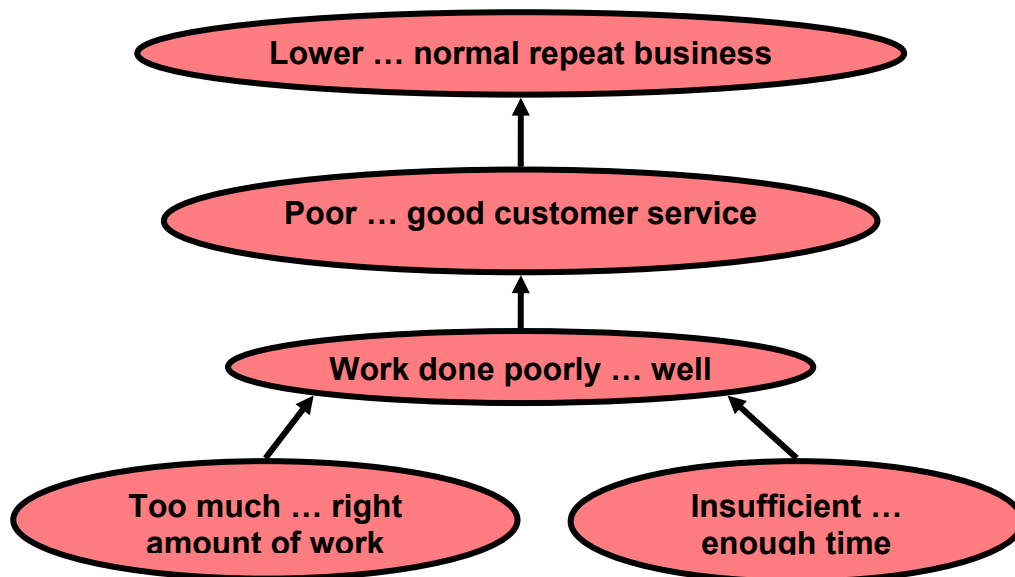 Lower … normal repeat business
Poor … good customer service
Work done poorly … well
Too much … right
amount of work
Insufficient …
enough time